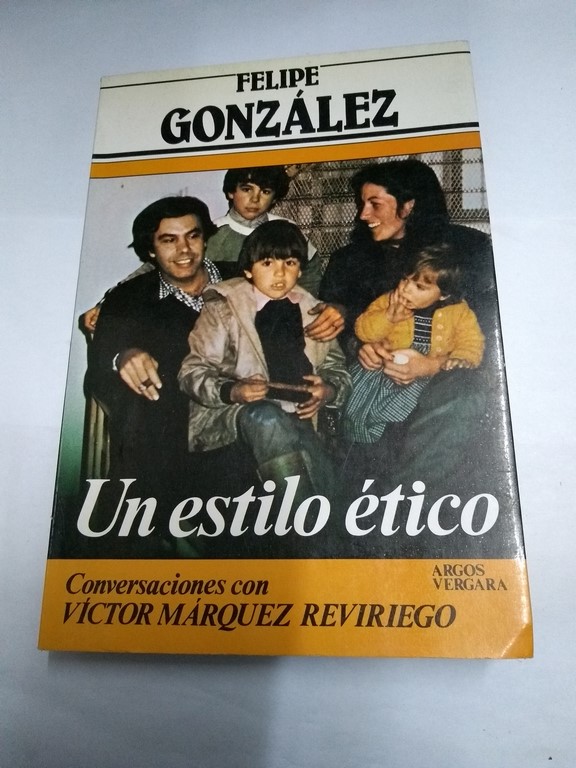 FELIPE
GONZÁLEZ
Un estilo ético
Conversaciones con
VÍCTOR MÁRQUEZ REVIRIEGO
ARGOS
VERGARA